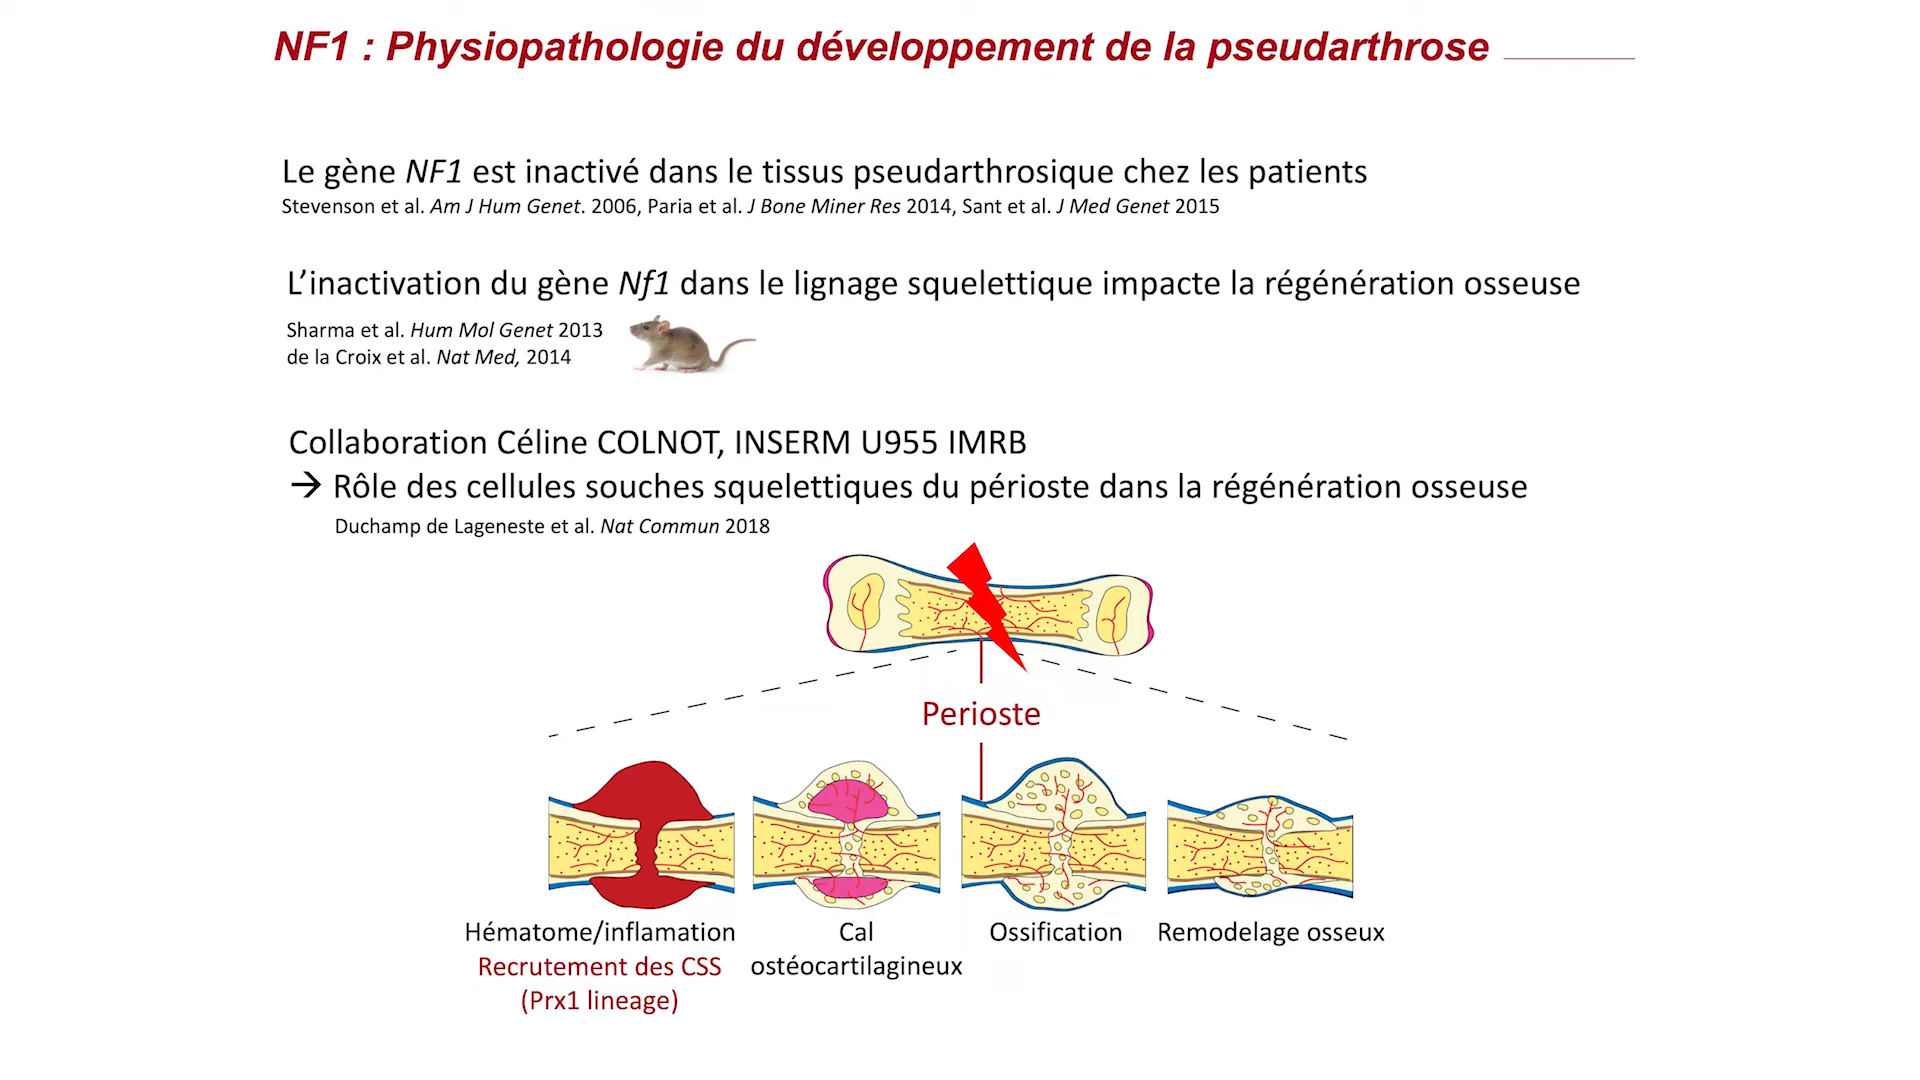 NF1 : Physiopathologie du développement de la pseudarthrose
Le gène NF1 est inactivé dans le tissus pseudarthrosique chez les patients
Stevenson et al. Am J Hum Genet. 2006, Paria et al. J Bone Miner Res 2014, Sant et al. J Med Genet 2015
L’inactivation du gène Nf1 dans le lignage squelettique impacte la régénération osseuse
Sharma et al. Hum Mol Genet 2013
de la Croix et al. Nat Med, 2014
Collaboration Céline COLNOT, INSERM U955 IMRB
→ Rôle des cellules souches squelettiques du périoste dans la régénération osseuse
Duchamp de Lageneste et al. Nat Commun 2018
Perioste
Hématome/inflamation
Recrutement des CSS
(Prx1 lineage)
Cal
ostéocartilagineux
Ossification
Remodelage osseux